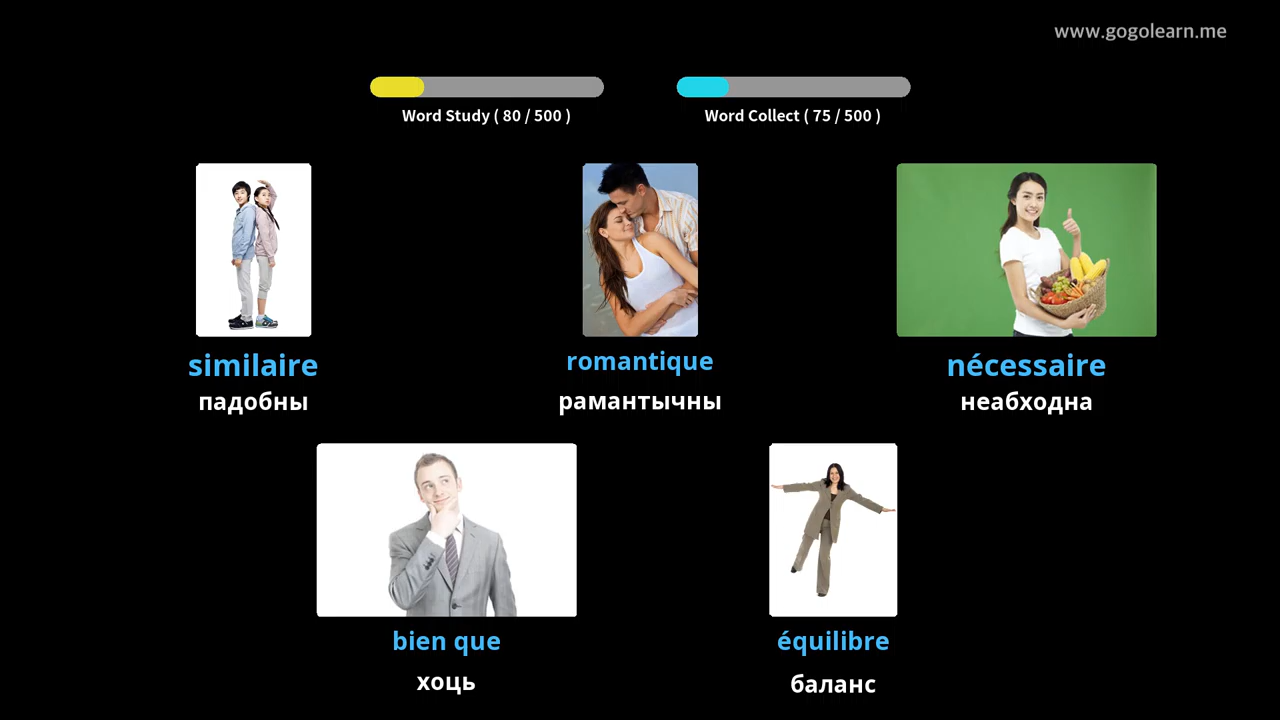 www.gogolearn.me
Word Study ( 80 / 500 )
Word Collect ( 75 / 500 )
similaire
падобны
romantique
рамантычны
nécessaire
неабходна
bien que
хоць
équilibre
баланс